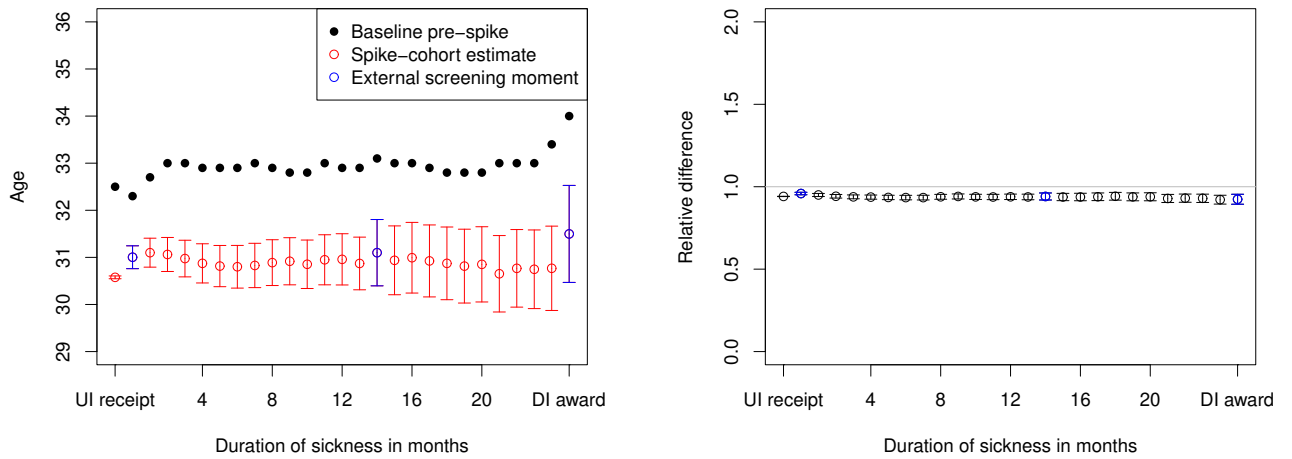 36
35
34
33
32
31
30
29
Age
Baseline pre−spike
Spike−cohort estimate
External screening moment
UI receipt 4 8 12 16 20 DI award
Duration of sickness in months
2.0
1.5
1.0
0.5
0.0
Relative difference
UI receipt 4 8 12 16 20 DI award
Duration of sickness in months